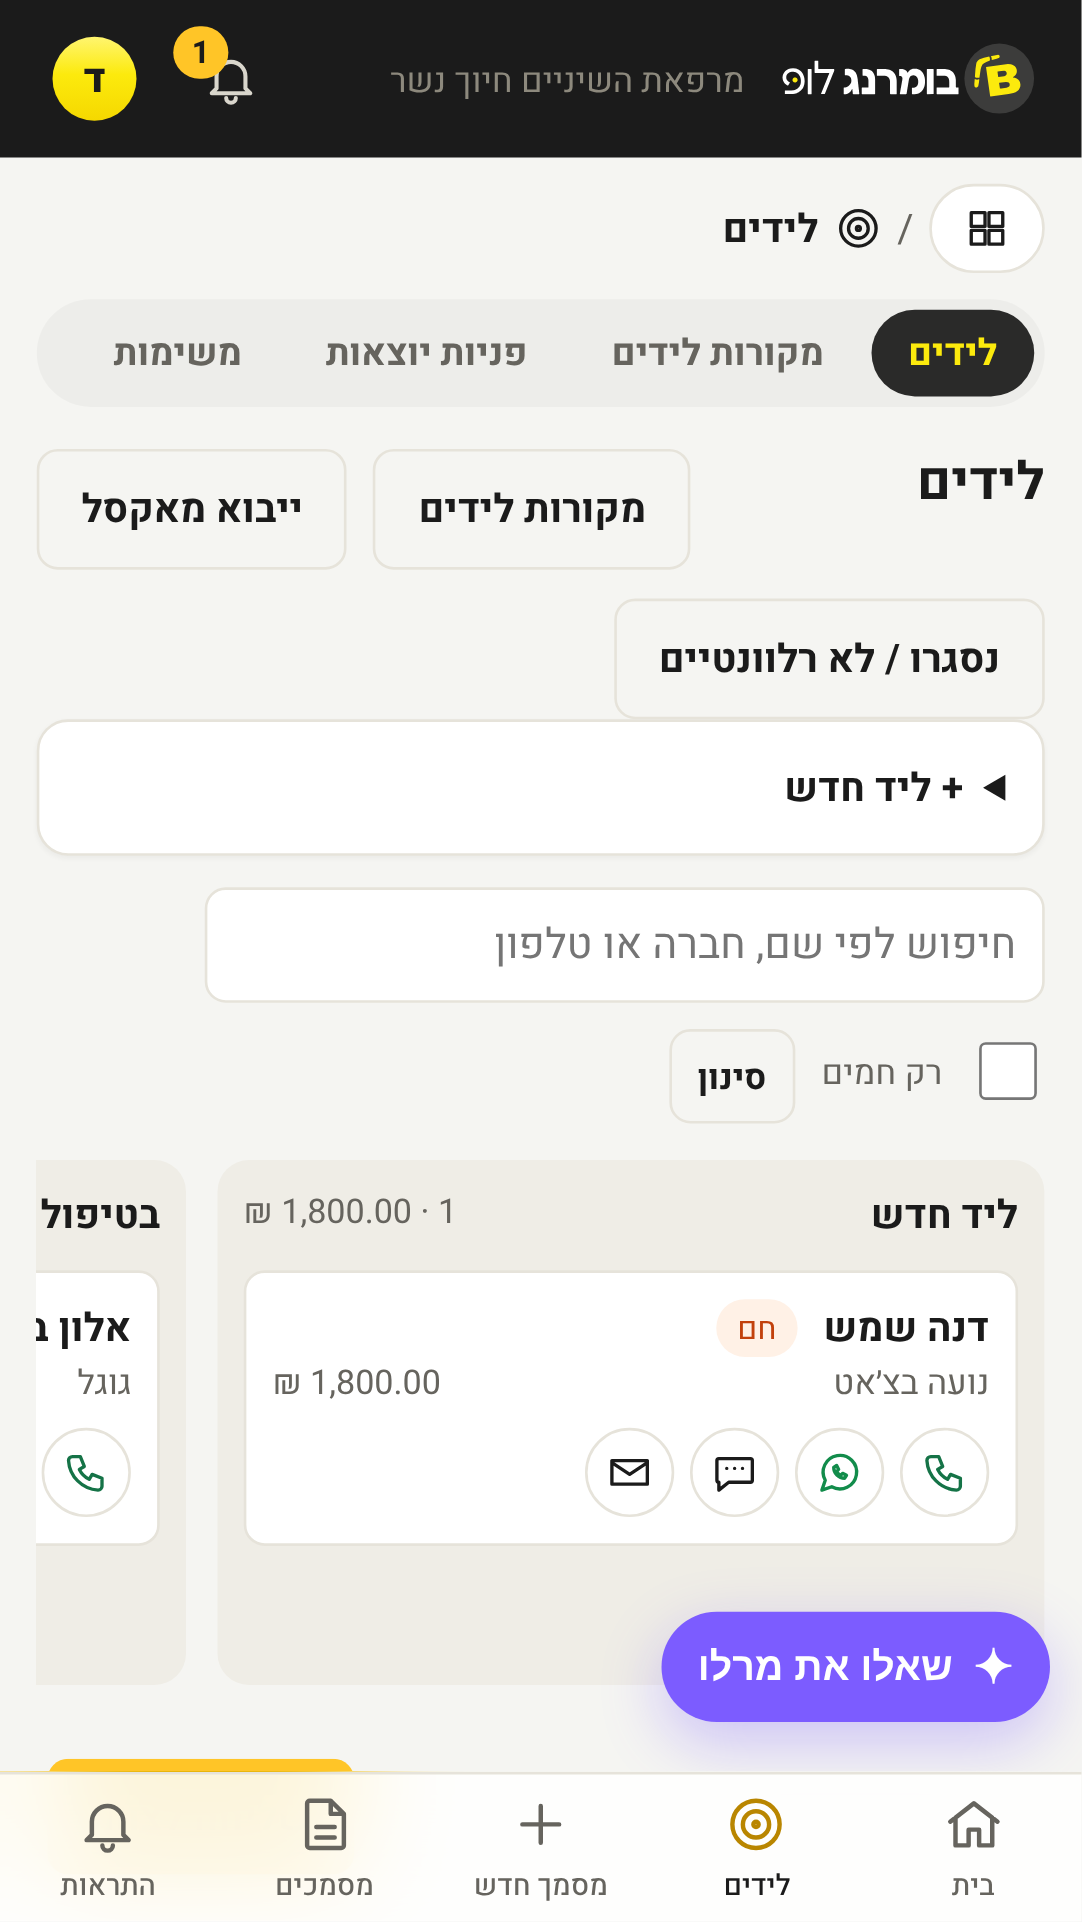 בומרנג לופ מרפאת השיניים חיוך נשר 1 ד
/ לידים
לידים מקורות לידים פניות יוצאות משימות
לידים מקורות לידים ייבוא מאקסל
נסגרו / לא רלוונטיים
+ ליד חדש
חיפוש לפי שם, חברה או טלפון
רק חמים סינון
ליד חדש 1 · 1,800.00 ₪ בטיפול
דנה שמש חם אלון
נועה בצ׳אט 1,800.00 ₪ גוגל
שאלו את מרלו
בית לידים מסמך חדש מסמכים התראות